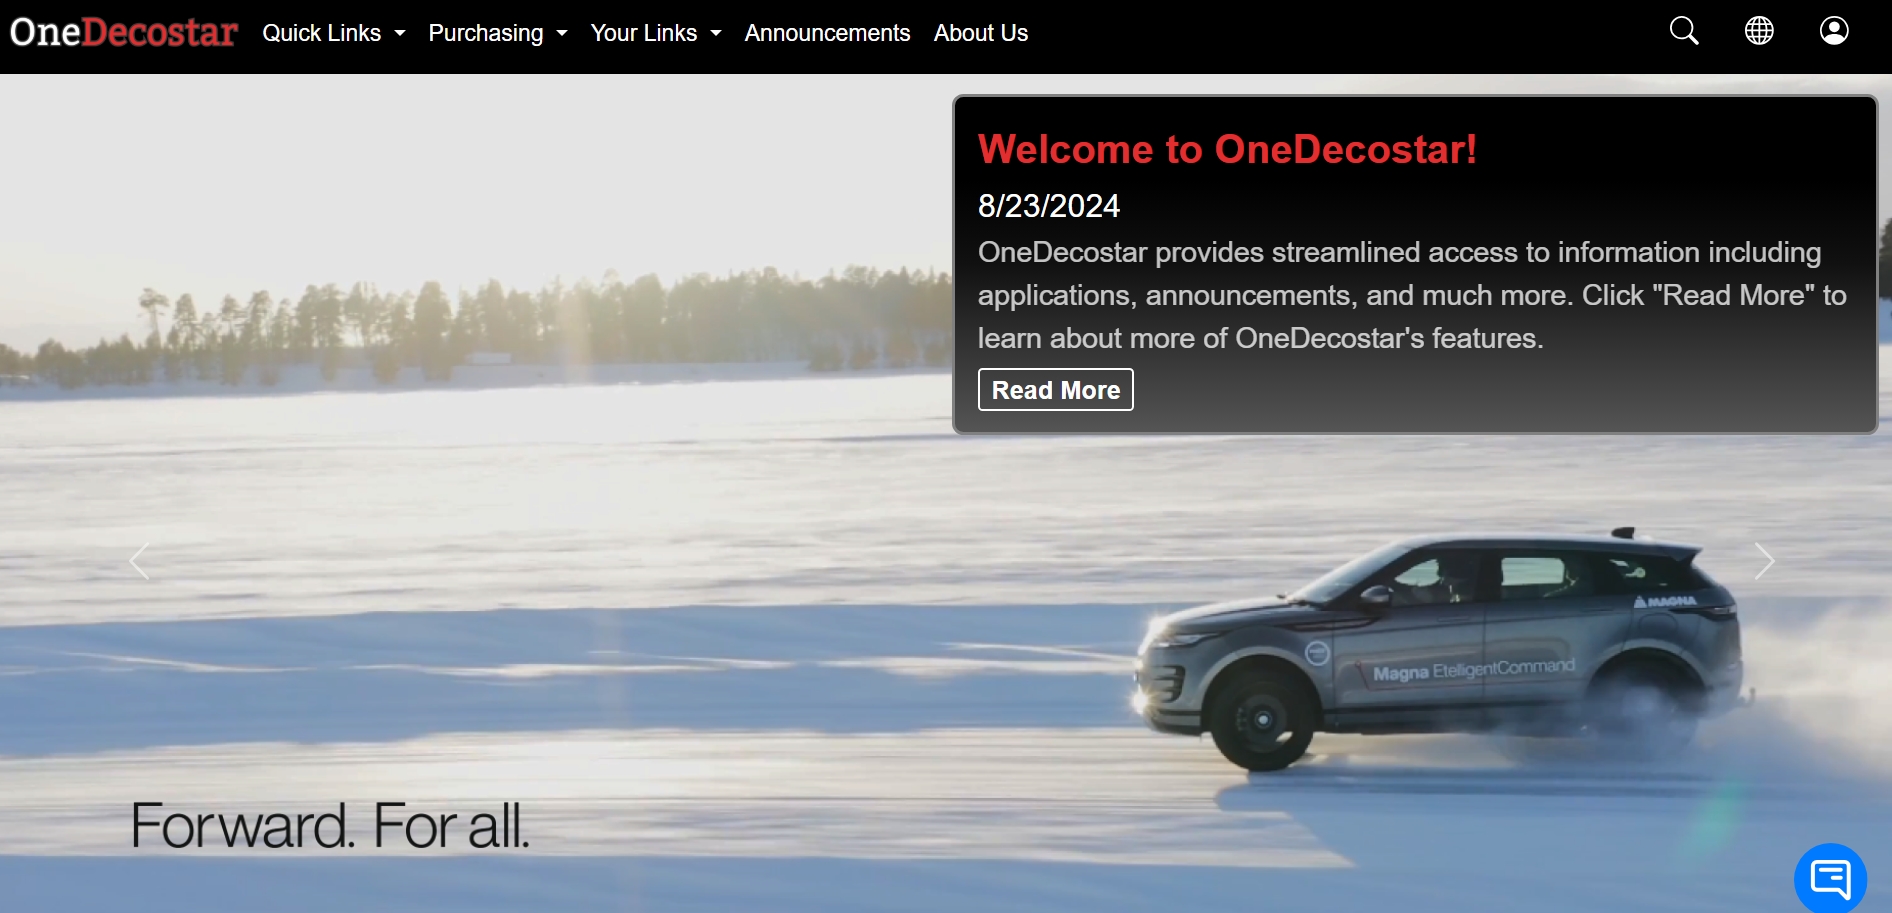 OneDecostar Quick Links Purchasing Your Links Announcements About Us
Welcome to OneDecostar!
8/23/2024
OneDecostar provides streamlined access to information including
applications, announcements, and much more. Click "Read More" to
learn about more of OneDecostar's features.
Read More
MAGNA
Magna EtelligentCommand
Forward. For all.